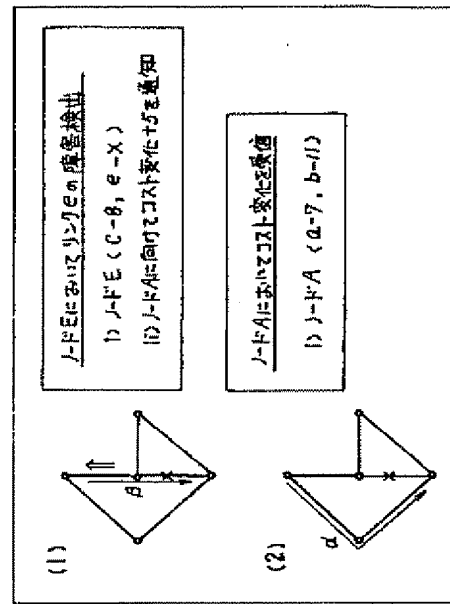 (1)
β
ノードEにおいてリンクeの障害検出
i) ノードE (C-8, e-x)
ii) ノードAに向けてコスト変化+5を通知
(2)
α
ノードAにおいてコスト変化を受信
i) ノードA (a-7, b-11)